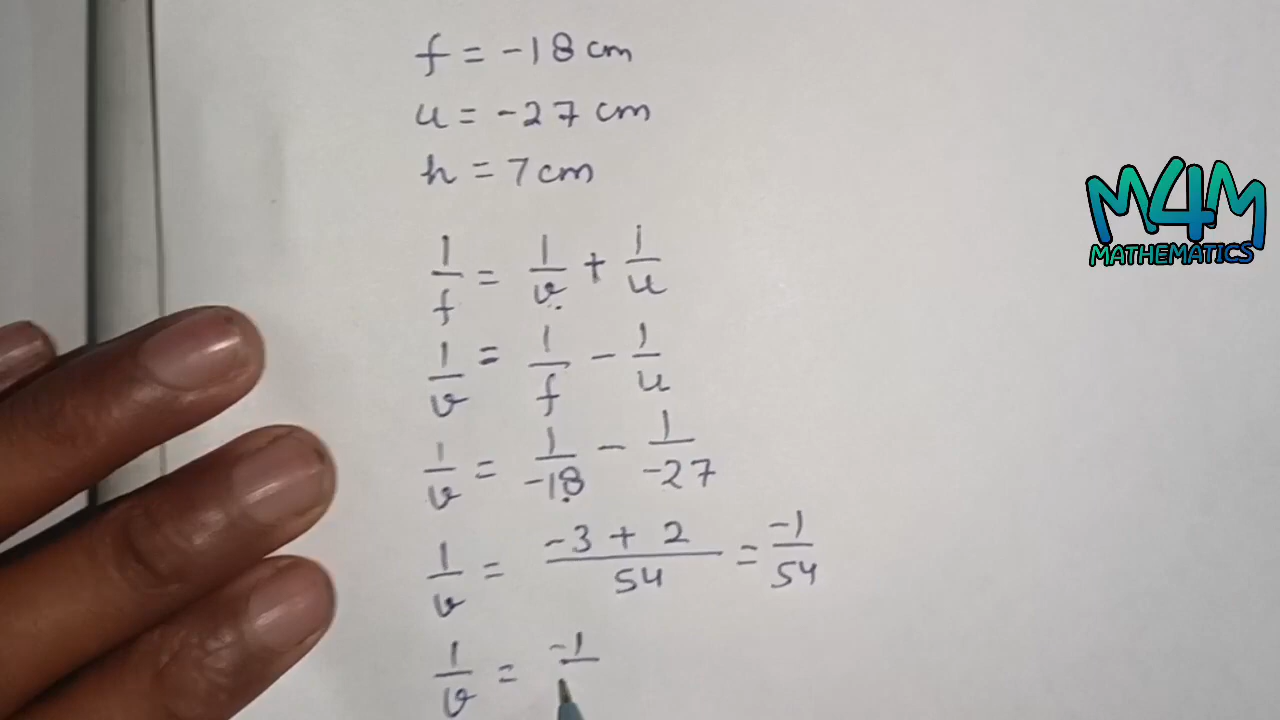 f = -18 cm
u = -27 cm
h = 7 cm
1/f = 1/v + 1/u
1/v = 1/f - 1/u
1/v = 1/-18 - 1/-27
1/v = -3 + 2/54 = -1/54
1/v = -1/
M4M
MATHEMATICS